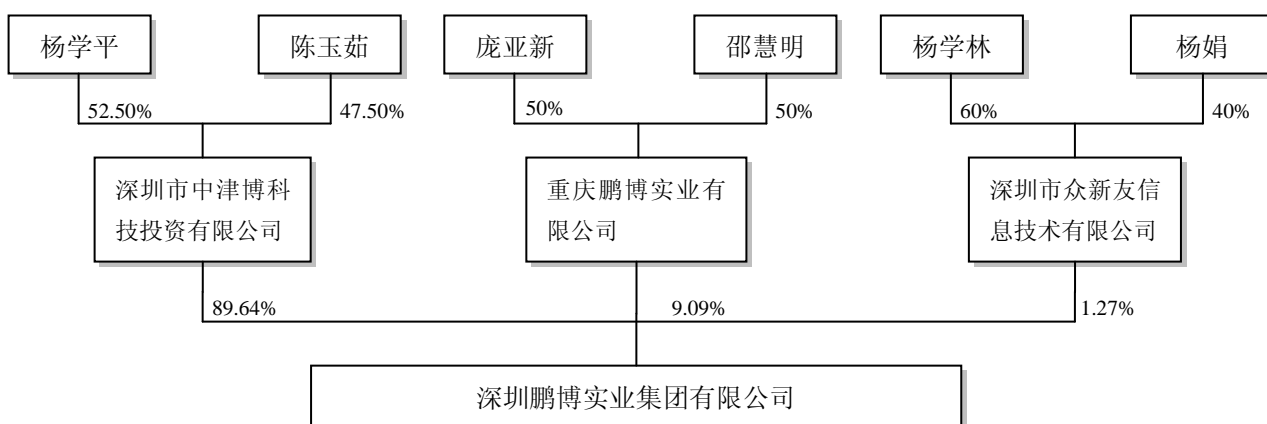 杨学平
陈玉茹
庞亚新
邵慧明
杨学林
杨娟
52.50%
47.50%
50%
50%
60%
40%
深圳市中津博科
技投资有限公司
重庆鹏博实业有
限公司
深圳市众新友信
息技术有限公司
89.64%
9.09%
1.27%
深圳鹏博实业集团有限公司